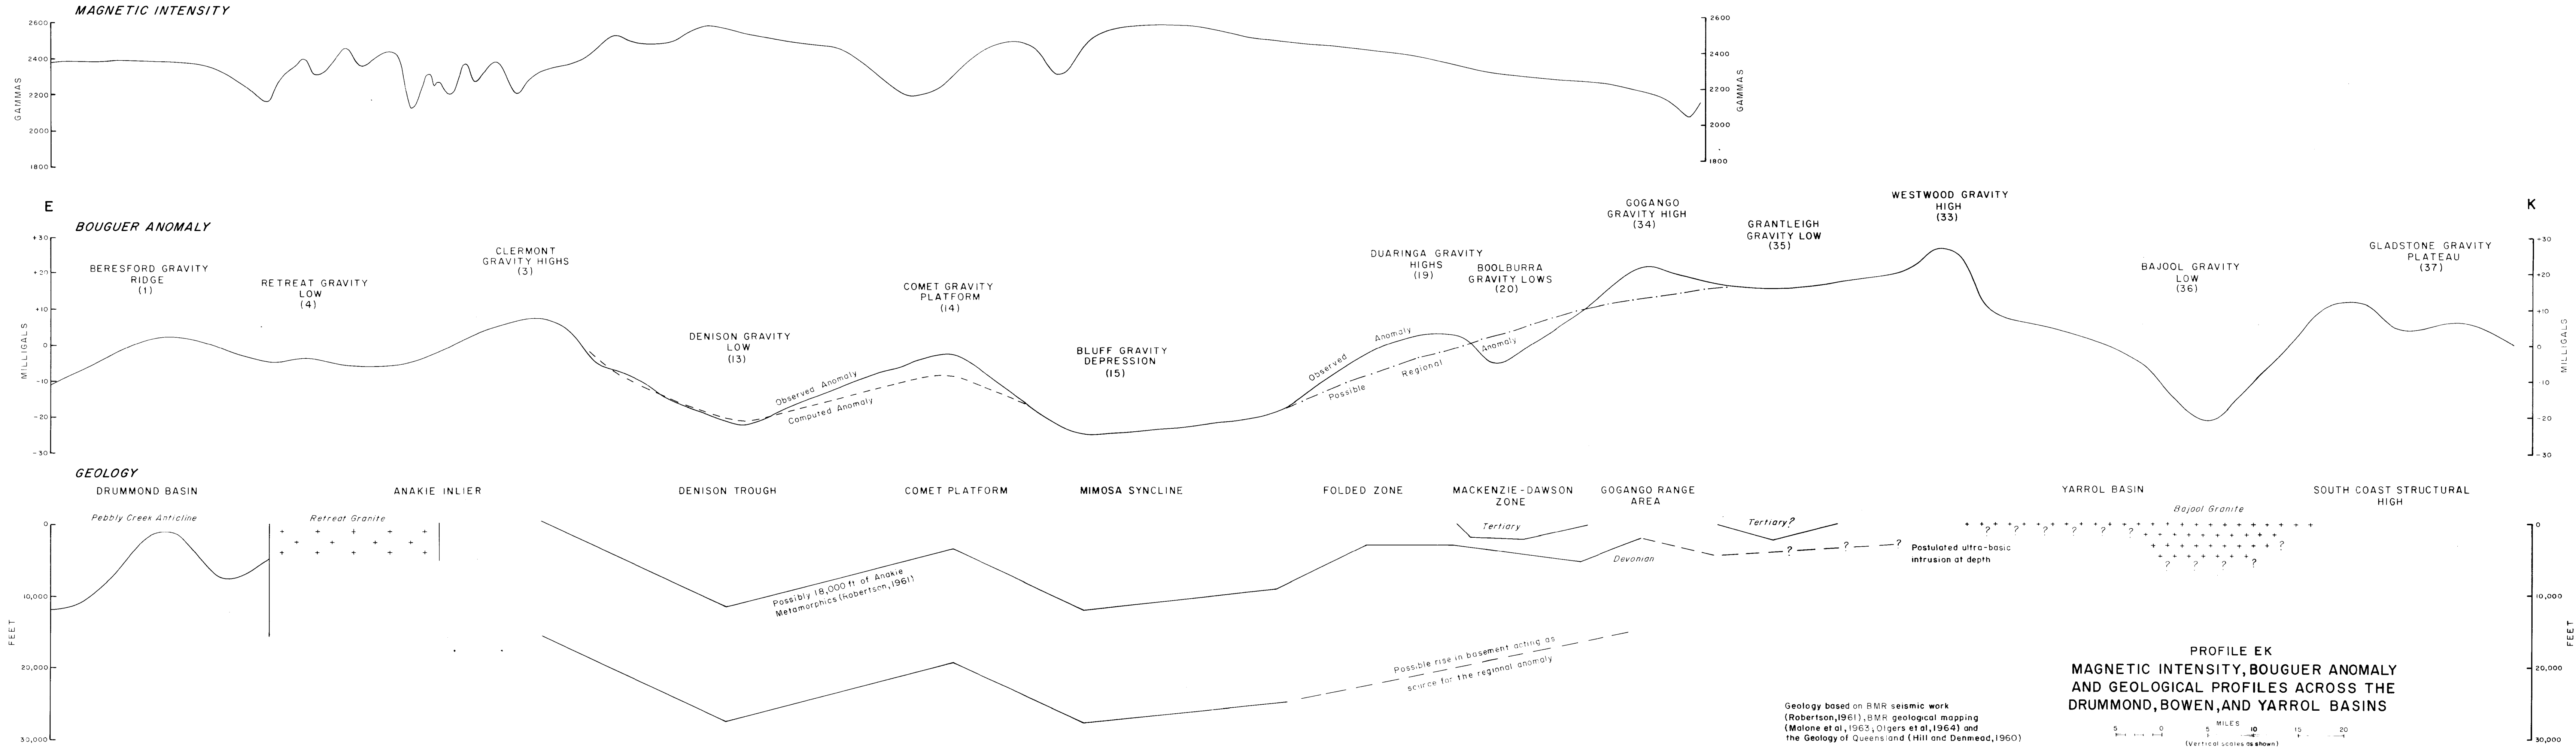 MAGNETIC INTENSITY
2600
2400
2200
2000
1800
GAMMAS
2600
2400
2200
2000
1800
GAMMAS
E
K
BOUGUER ANOMALY
+30
+20
+10
0
-10
-20
-30
MILLIGALS
BERESFORD GRAVITY
RIDGE
(1)
RETREAT GRAVITY
LOW
(4)
CLERMONT
GRAVITY HIGHS
(3)
DENISON GRAVITY
LOW
(13)
COMET GRAVITY
PLATFORM
(14)
Observed Anomaly
Computed Anomaly
BLUFF GRAVITY
DEPRESSION
(15)
DUARINGA GRAVITY
HIGHS
(19)
BOOLBURRA
GRAVITY LOWS
(20)
Observed Anomaly
Possible Regional Anomaly
GOGANGO
GRAVITY HIGH
(34)
GRANTLEIGH
GRAVITY LOW
(35)
WESTWOOD GRAVITY
HIGH
(33)
BAJOOL GRAVITY
LOW
(36)
GLADSTONE GRAVITY
PLATEAU
(37)
+30
+20
+10
0
-10
-20
-30
MILLIGALS
GEOLOGY
DRUMMOND BASIN
ANAKIE INLIER
DENISON TROUGH
COMET PLATFORM
MIMOSA SYNCLINE
FOLDED ZONE
MACKENZIE-DAWSON
ZONE
GOGANGO RANGE
AREA
YARROL BASIN
SOUTH COAST STRUCTURAL
HIGH
Pebbly Creek Anticline
Retreat Granite
Tertiary
Tertiary?
Bajool Granite
Devonian
? ? ?
Postulated ultra-basic
intrusion at depth
? ? ? ? ? ?
?
? ? ? ?
Possibly 18,000 ft of Anakie
Metamorphics (Robertson, 1961)
Possible rise in basement acting as
source for the regional anomaly
0
10,000
20,000
30,000
FEET
0
10,000
20,000
30,000
FEET
Geology based on BMR seismic work
(Robertson,1961), BMR geological mapping
(Malone et al,1963; Olgers et al,1964) and
the Geology of Queensland (Hill and Denmead,1960)
PROFILE EK
MAGNETIC INTENSITY, BOUGUER ANOMALY
AND GEOLOGICAL PROFILES ACROSS THE
DRUMMOND, BOWEN, AND YARROL BASINS
MILES
5 0 5 10 15 20
(Vertical scales as shown)